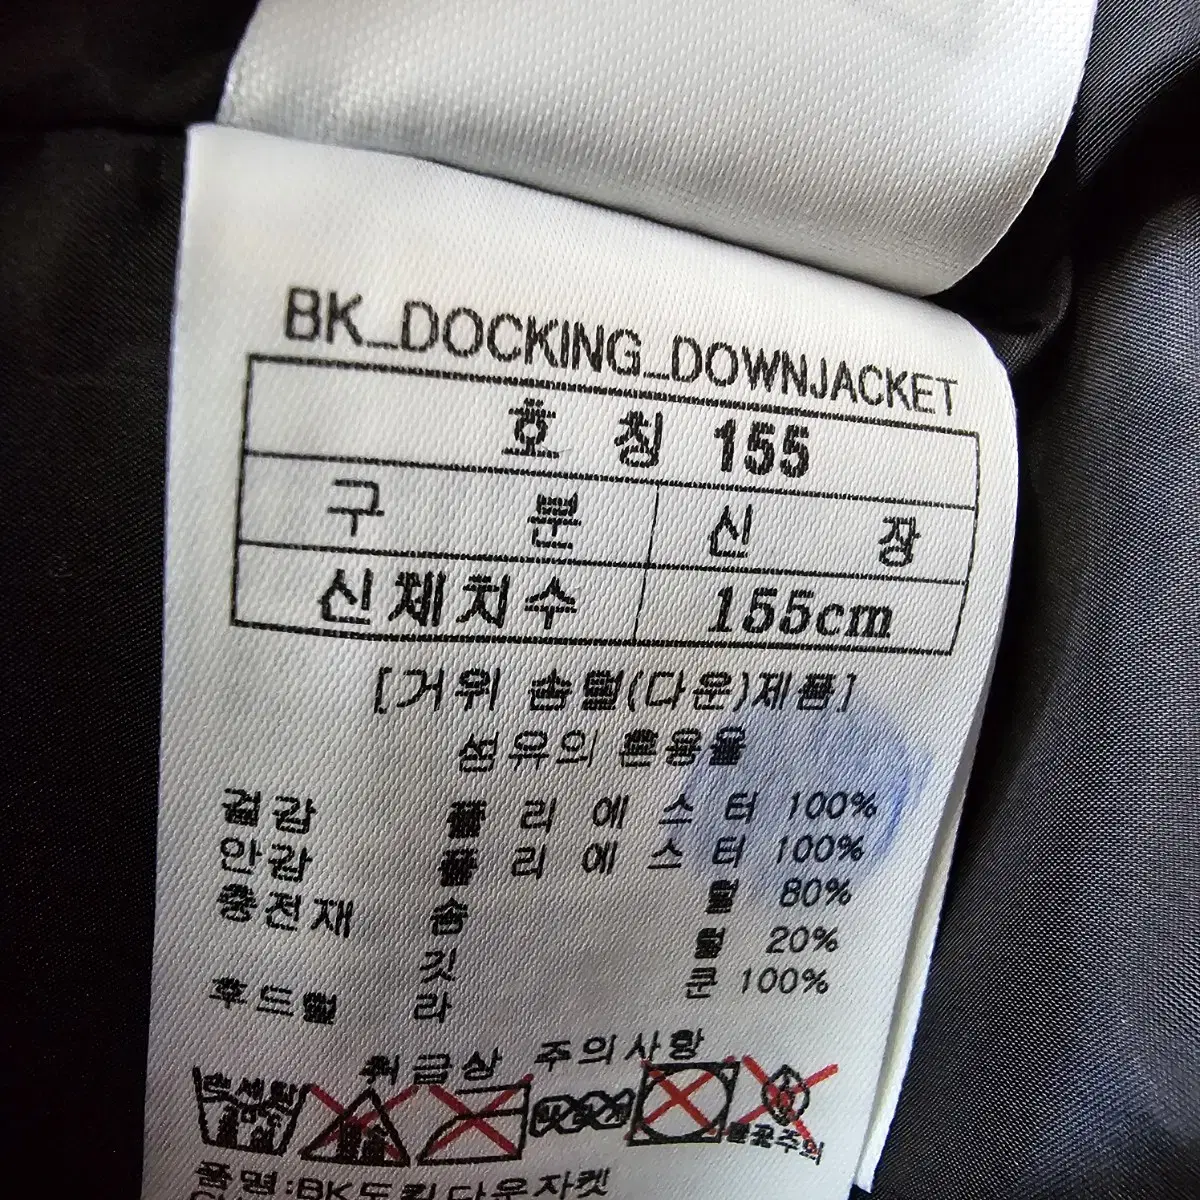 BK_DOCKING_DOWNJACKET
호 칭 155
구 분 신 장
신체치수 155cm
[거위 솜털(다운)제품]
섬유의 혼용율
겉감 폴 리 에 스 터 100%
안감 폴 리 에 스 터 100%
충전재 솜 털 80%
깃 털 20%
후드털 라 쿤 100%
취급상 주의사항
품명:BK도킹다운자켓